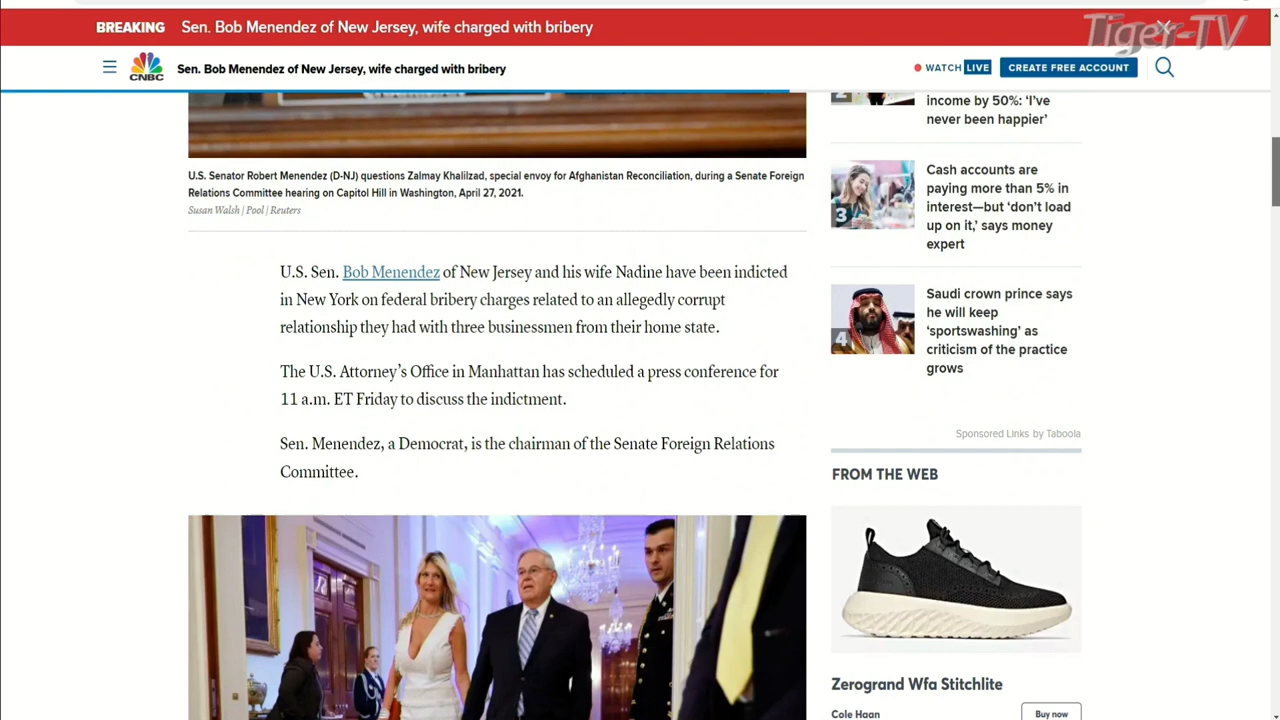 BREAKING Sen. Bob Menendez of New Jersey, wife charged with bribery
Tiger-TV
CNBC
Sen. Bob Menendez of New Jersey, wife charged with bribery
WATCH LIVE
CREATE FREE ACCOUNT
U.S. Senator Robert Menendez (D-NJ) questions Zalmay Khalilzad, special envoy for Afghanistan Reconciliation, during a Senate Foreign
Relations Committee hearing on Capitol Hill in Washington, April 27, 2021.
Susan Walsh | Pool | Reuters
U.S. Sen. Bob Menendez of New Jersey and his wife Nadine have been indicted
in New York on federal bribery charges related to an allegedly corrupt
relationship they had with three businessmen from their home state.
The U.S. Attorney’s Office in Manhattan has scheduled a press conference for
11 a.m. ET Friday to discuss the indictment.
Sen. Menendez, a Democrat, is the chairman of the Senate Foreign Relations
Committee.
2
income by 50%: ‘I’ve
never been happier’
3
Cash accounts are
paying more than 5% in
interest—but ‘don’t load
up on it,’ says money
expert
4
Saudi crown prince says
he will keep
‘sportswashing’ as
criticism of the practice
grows
Sponsored Links by Taboola
FROM THE WEB
Zerogrand Wfa Stitchlite
Cole Haan
Buy now